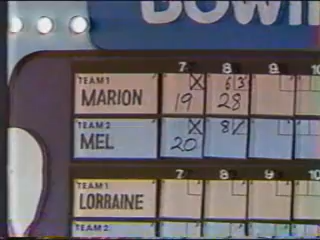 BOWLI
7 8 9 10
TEAM 1 X 6 3
MARION 19 28
TEAM 2 X 8 /
MEL 20
7 8 9 10
TEAM 1
LORRAINE
TEAM 2